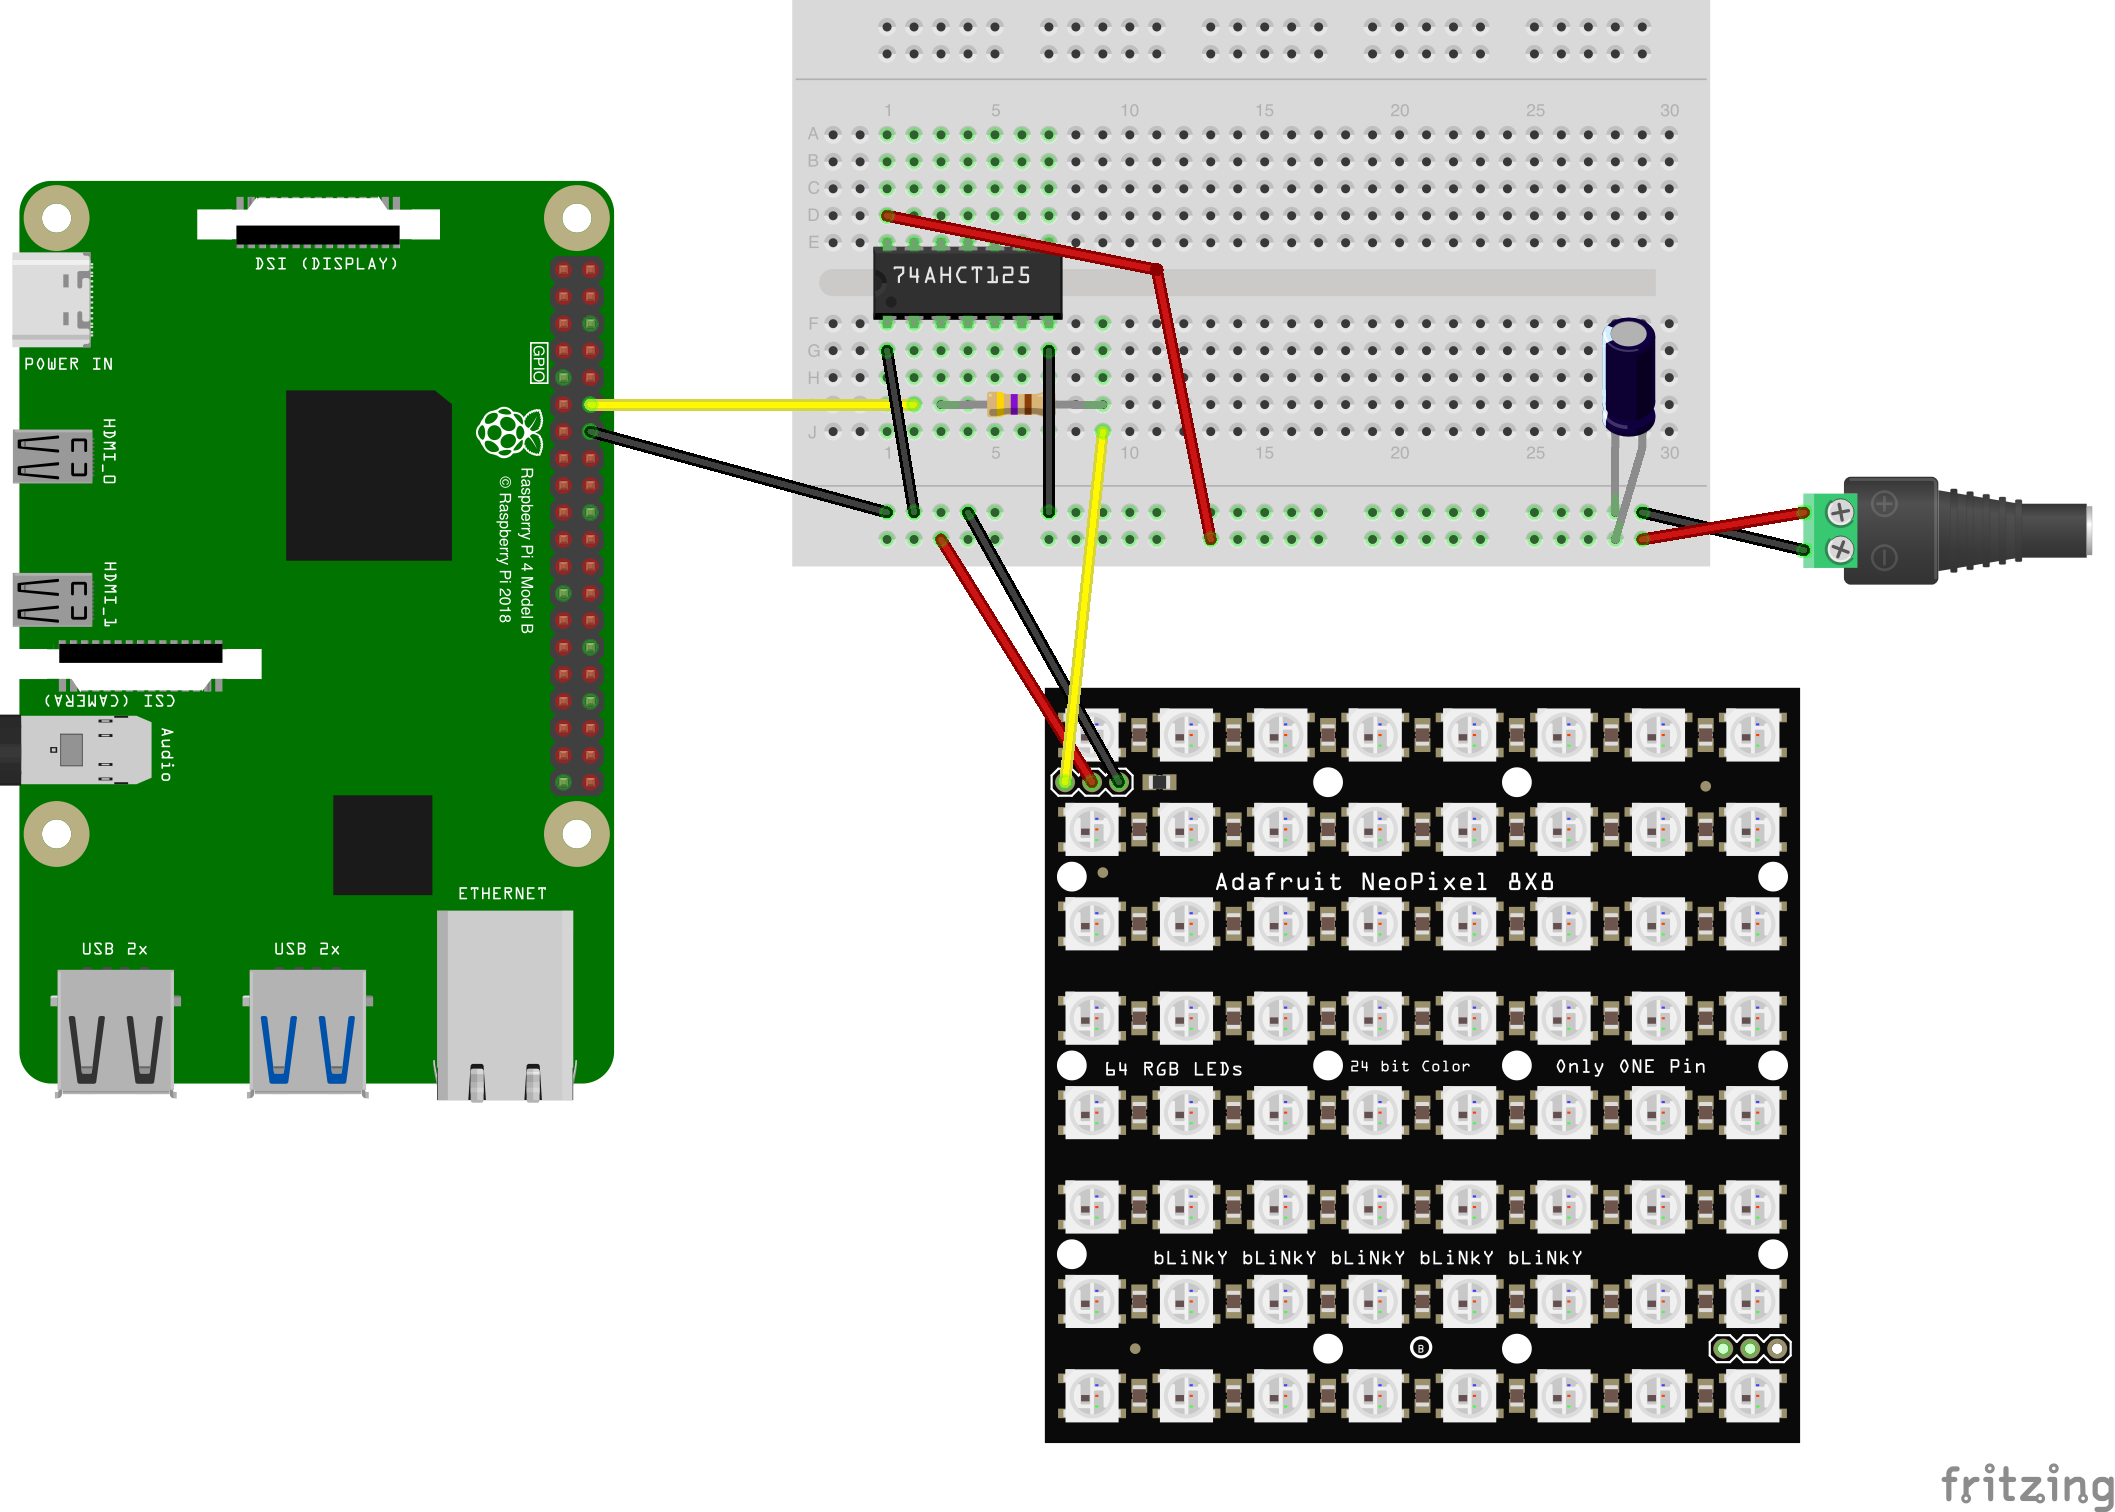 DSI (DISPLAY)
POWER IN
HDMI_0
HDMI_1
CSI (CAMERA)
Audio
GPIO
Raspberry Pi 4 Model B
© Raspberry Pi 2018
ETHERNET
USB 2x
USB 2x
1 5 10 15 20 25 30
A
B
C
D
E
74AHCT125
F
G
H
J
1 5 10 15 20 25 30
+
−
Adafruit NeoPixel 8X8
64 RGB LEDs
24 bit Color
Only ONE Pin
bLiNkY bLiNkY bLiNkY bLiNkY bLiNkY
B
fritzing